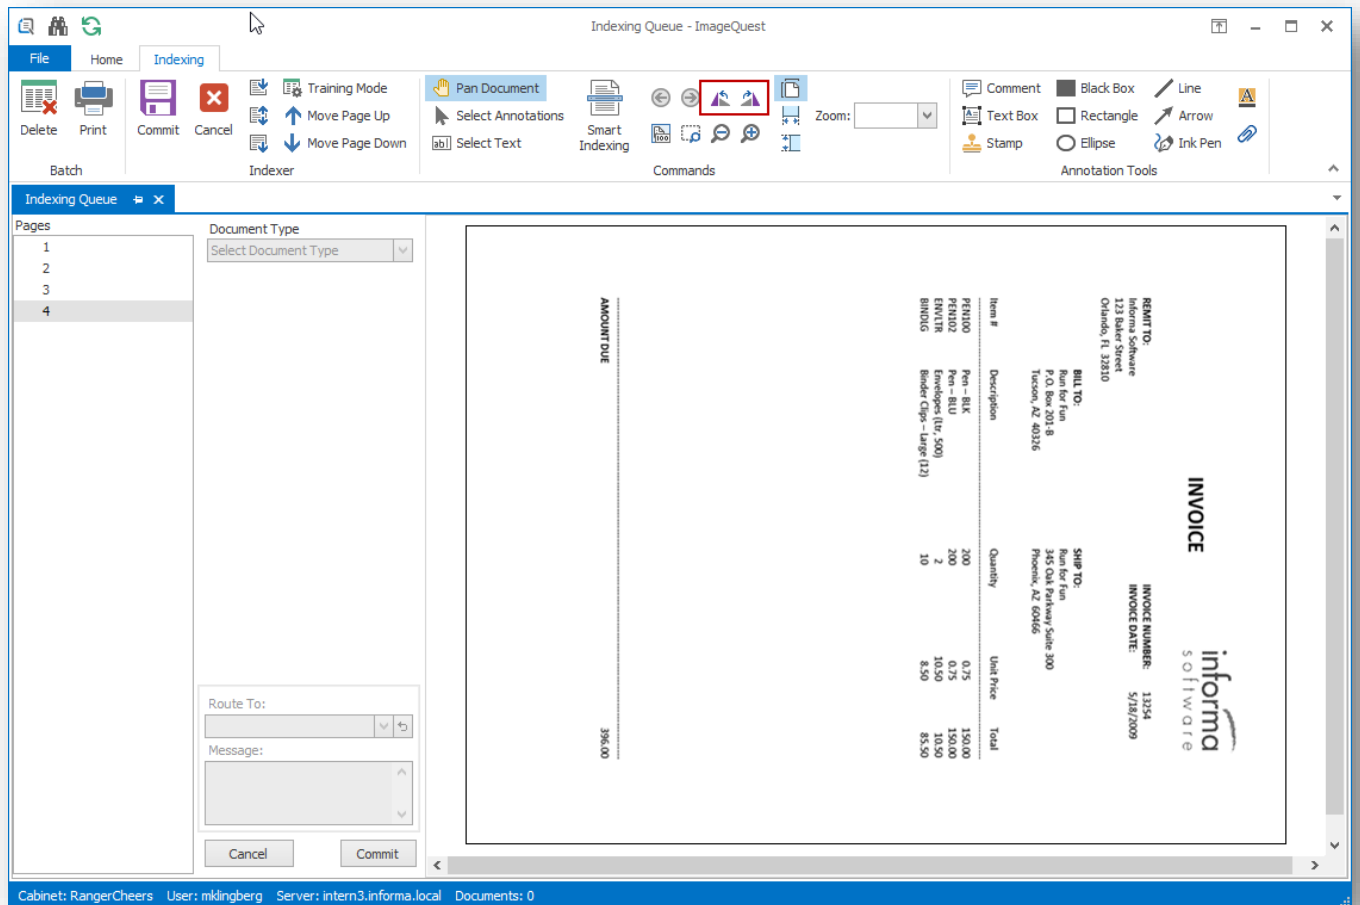 Indexing Queue - ImageQuest
File Home Indexing
Delete Print
Batch
Commit Cancel
Training Mode
Move Page Up
Move Page Down
Indexer
Pan Document
Select Annotations
Select Text
Smart
Indexing
Zoom:
Commands
Comment Black Box Line
Text Box Rectangle Arrow
Stamp Ellipse Ink Pen
Annotation Tools
Indexing Queue
Pages
1
2
3
4
Document Type
Select Document Type
Route To:
Message:
Cancel Commit
informa
software
INVOICE
REMIT TO:
Informa Software
123 Baker Street
Orlando, FL 32810
INVOICE NUMBER: 13254
INVOICE DATE: 5/18/2009
BILL TO:
Run for Fun
P.O. Box 201-B
Tucson, AZ 40326
SHIP TO:
Run for Fun
345 Oak Parkway Suite 300
Phoenix, AZ 60466
Item # Description Quantity Unit Price Total
PEN100 Pen – BLK 200 0.75 150.00
PEN102 Pen – BLU 200 0.75 150.00
ENVLTR Envelopes (Ltr, 500) 2 10.50 10.50
BINDLG Binder Clips – Large (12) 10 8.50 85.50
AMOUNT DUE 396.00
Cabinet: RangerCheers User: mklingberg Server: intern3.informa.local Documents: 0